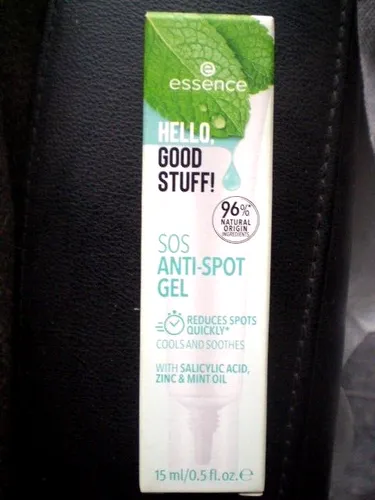 essence
HELLO,
GOOD
STUFF!
96%*
NATURAL
ORIGIN
INGREDIENTS
SOS
ANTI-SPOT
GEL
REDUCES SPOTS
QUICKLY*
COOLS AND SOOTHES
WITH SALICYLIC ACID,
ZINC & MINT OIL
15 ml/0.5 fl.oz.℮